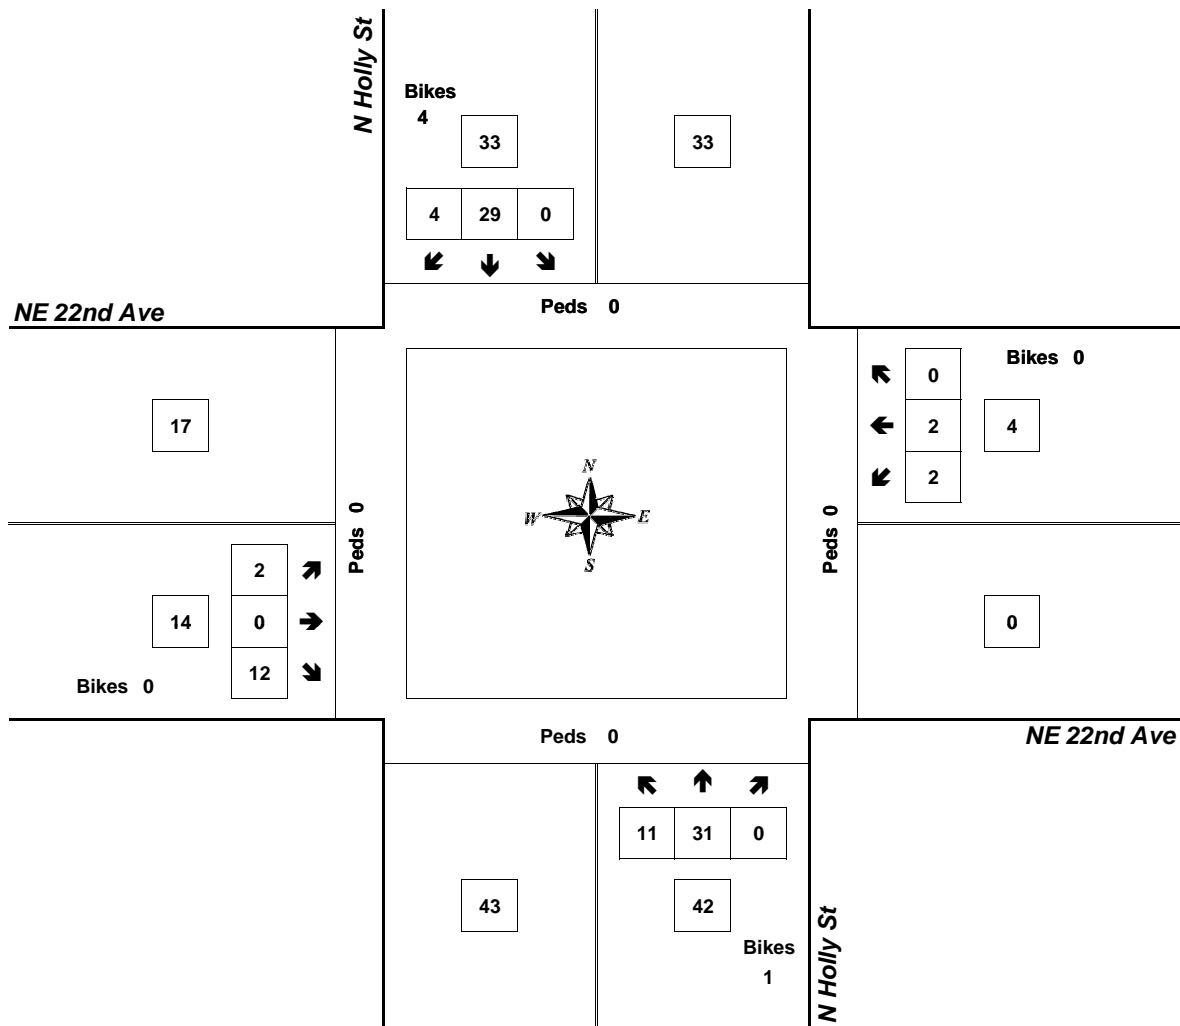 N Holly St
Bikes
4
33
33
4 29 0
NE 22nd Ave
Peds 0
Bikes 0
0
17
2
4
2
N
W E
S
Peds 0
Peds 0
2
14
0
0
12
Bikes 0
Peds 0
NE 22nd Ave
11 31 0
43
42
Bikes
1
N Holly St